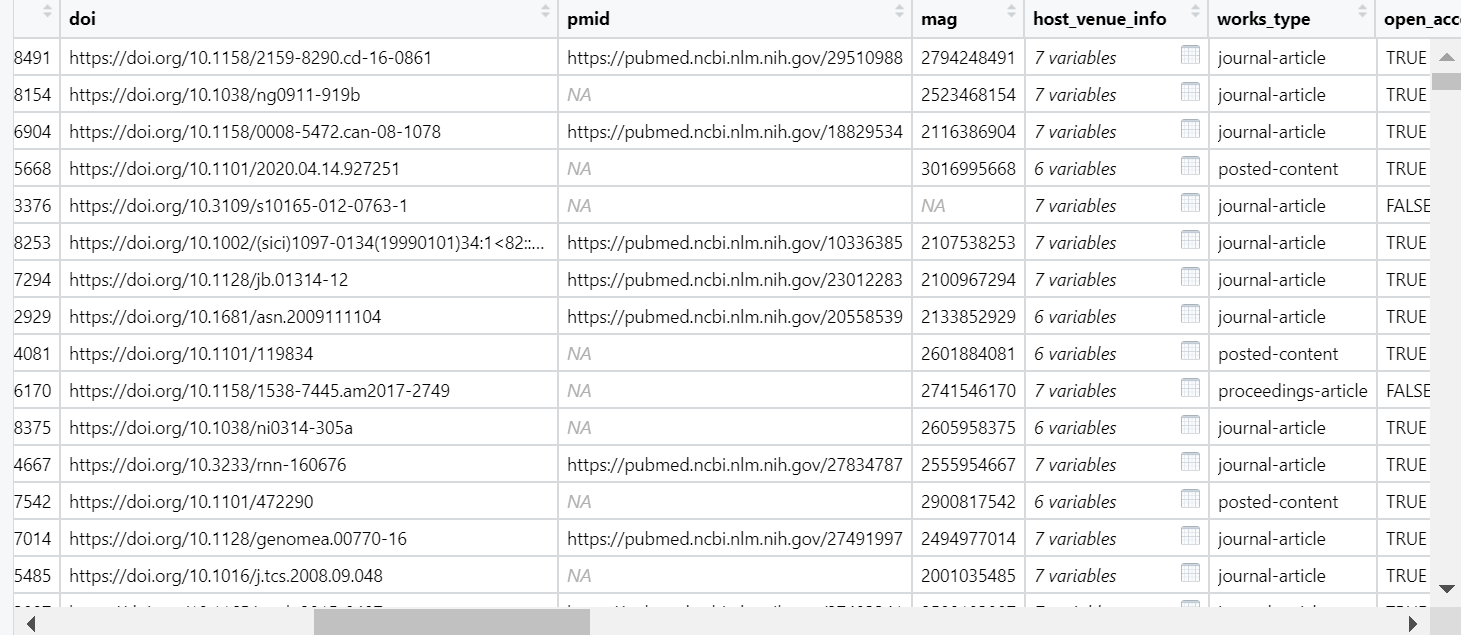 doi pmid mag host_venue_info works_type open_acc
8491 https://doi.org/10.1158/2159-8290.cd-16-0861 https://pubmed.ncbi.nlm.nih.gov/29510988 2794248491 7 variables journal-article TRUE
8154 https://doi.org/10.1038/ng0911-919b NA 2523468154 7 variables journal-article TRUE
6904 https://doi.org/10.1158/0008-5472.can-08-1078 https://pubmed.ncbi.nlm.nih.gov/18829534 2116386904 7 variables journal-article TRUE
5668 https://doi.org/10.1101/2020.04.14.927251 NA 3016995668 6 variables posted-content TRUE
3376 https://doi.org/10.3109/s10165-012-0763-1 NA NA 7 variables journal-article FALSE
8253 https://doi.org/10.1002/(sici)1097-0134(19990101)34:1<82::... https://pubmed.ncbi.nlm.nih.gov/10336385 2107538253 7 variables journal-article TRUE
7294 https://doi.org/10.1128/jb.01314-12 https://pubmed.ncbi.nlm.nih.gov/23012283 2100967294 7 variables journal-article TRUE
2929 https://doi.org/10.1681/asn.2009111104 https://pubmed.ncbi.nlm.nih.gov/20558539 2133852929 6 variables journal-article TRUE
4081 https://doi.org/10.1101/119834 NA 2601884081 6 variables posted-content TRUE
6170 https://doi.org/10.1158/1538-7445.am2017-2749 NA 2741546170 7 variables proceedings-article FALSE
8375 https://doi.org/10.1038/ni0314-305a NA 2605958375 6 variables journal-article TRUE
4667 https://doi.org/10.3233/rnn-160676 https://pubmed.ncbi.nlm.nih.gov/27834787 2555954667 7 variables journal-article TRUE
7542 https://doi.org/10.1101/472290 NA 2900817542 6 variables posted-content TRUE
7014 https://doi.org/10.1128/genomea.00770-16 https://pubmed.ncbi.nlm.nih.gov/27491997 2494977014 7 variables journal-article TRUE
5485 https://doi.org/10.1016/j.tcs.2008.09.048 NA 2001035485 7 variables journal-article TRUE